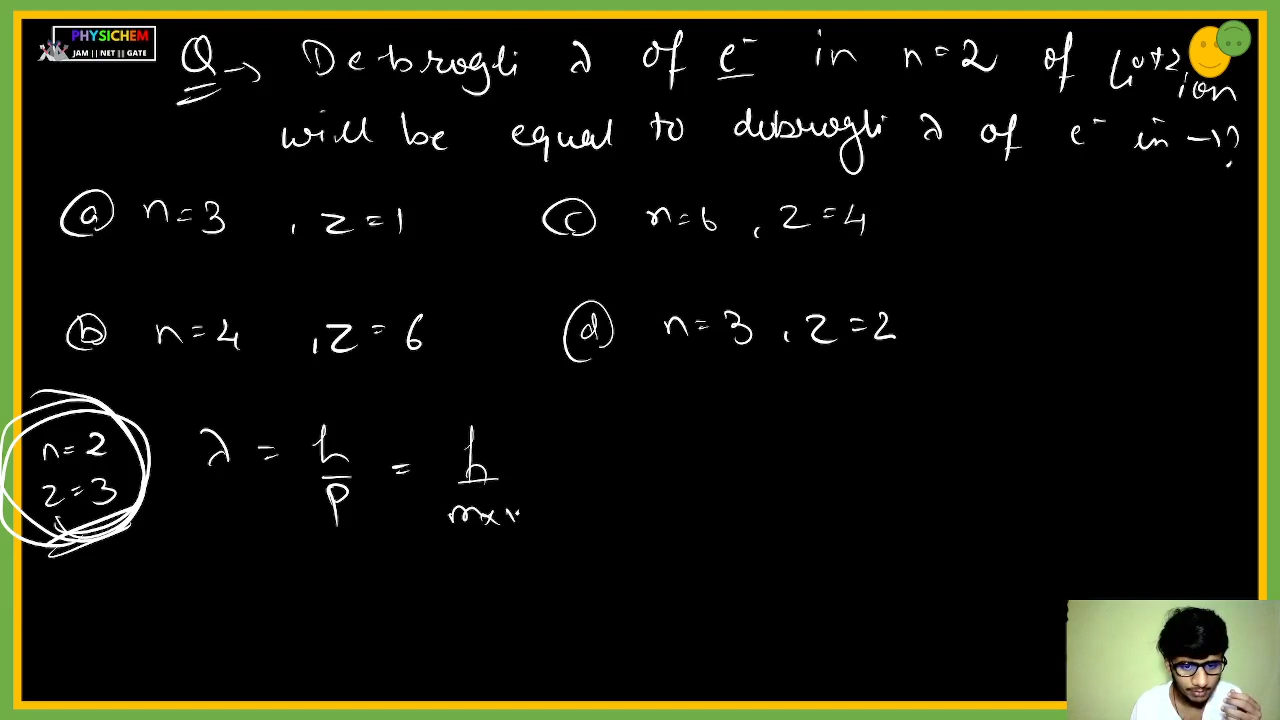 PHYSICHEM
JAM || NET || GATE
Q → Debrogli λ of e⁻ in n=2 of Li⁺² ion
will be equal to debrogli λ of e⁻ in → ?
(a) n=3 , z=1
(c) n=6 , z=4
(b) n=4 , z=6
(d) n=3 , z=2
n=2
z=3
λ = h/p = h/m×